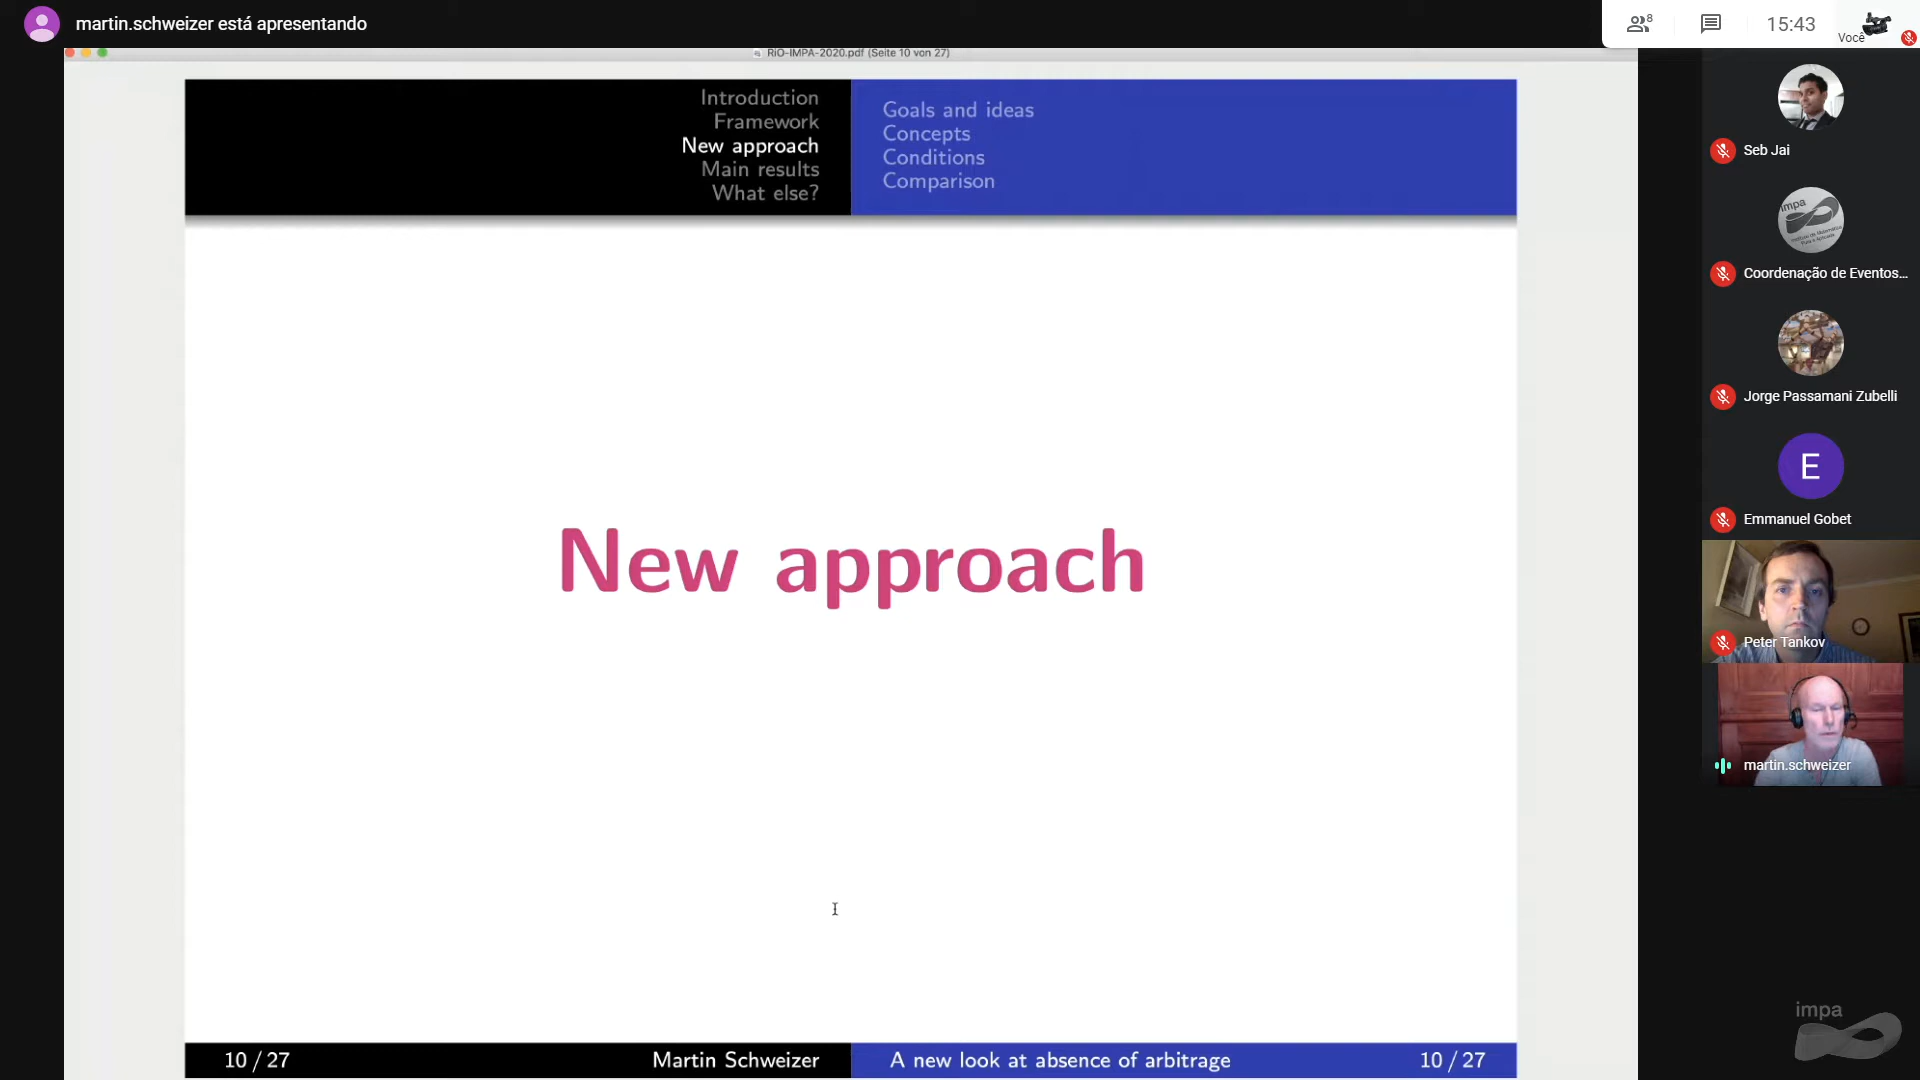 martin.schweizer está apresentando
8
15:43
Você
RiO-IMPA-2020.pdf (Seite 10 von 27)
Introduction
Framework
New approach
Main results
What else?
Goals and ideas
Concepts
Conditions
Comparison
New approach
10 / 27
Martin Schweizer
A new look at absence of arbitrage
10 / 27
Seb Jai
impa
Coordenação de Eventos...
Jorge Passamani Zubelli
E
Emmanuel Gobet
Peter Tankov
martin.schweizer
impa